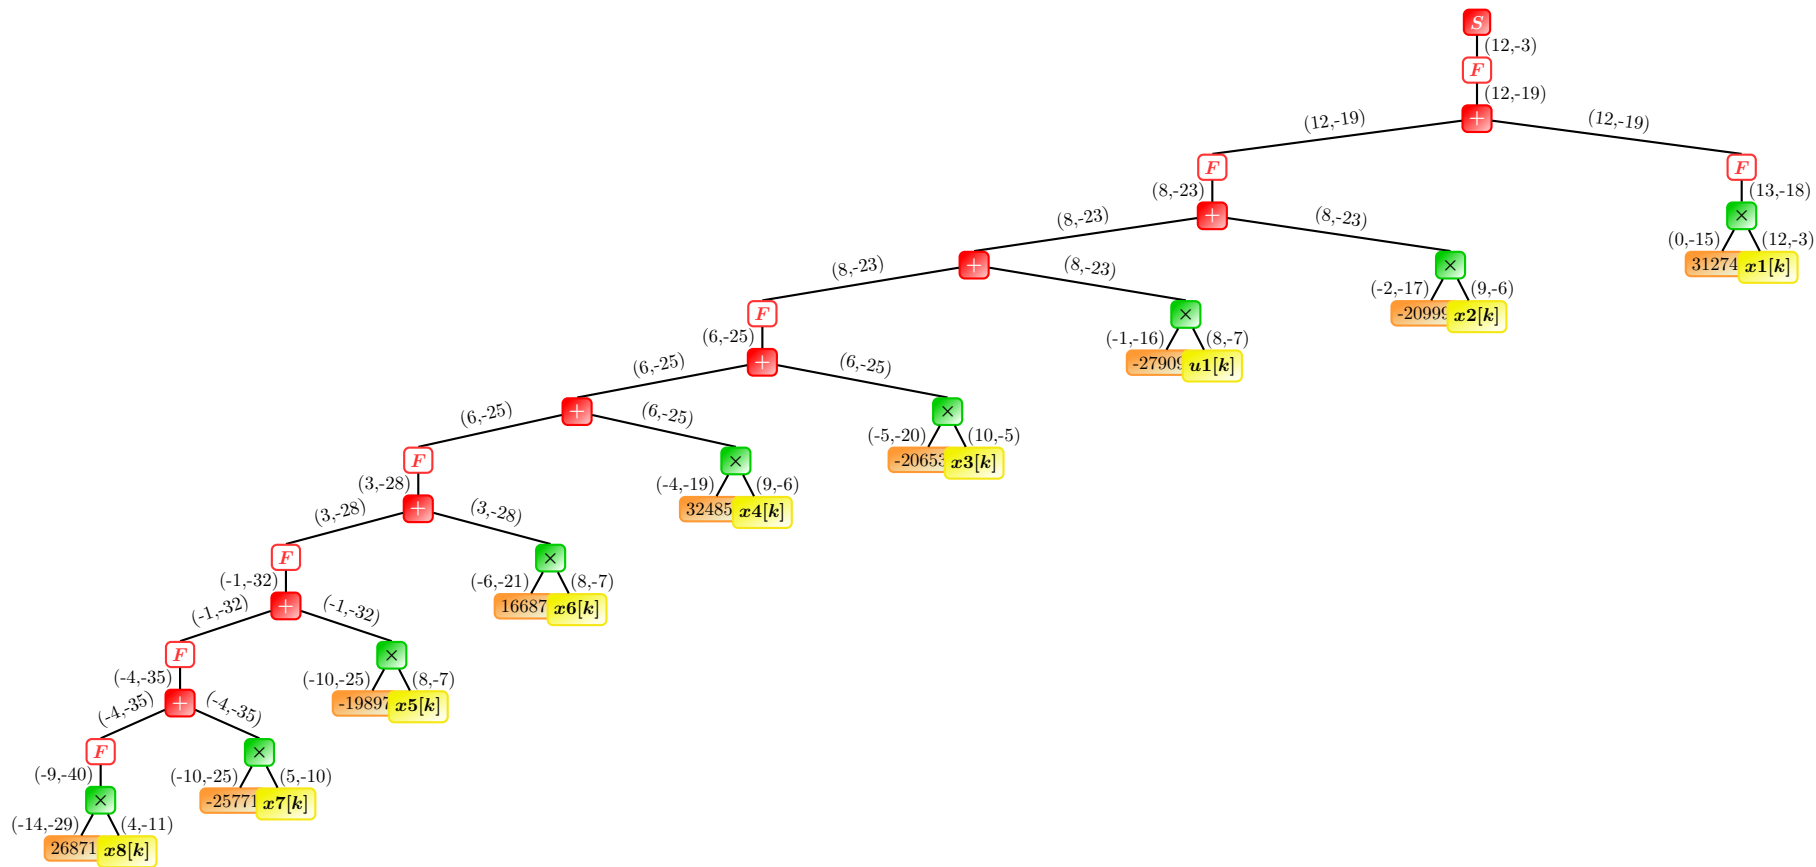 S
(12,-3)
F
(12,-19)
+
(12,-19) (12,-19)
F F
(8,-23) (13,-18)
+ ×
(8,-23) (8,-23) (0,-15) (12,-3)
+ × 31274 x1[k]
(8,-23) (8,-23) (-2,-17) (9,-6)
F × -20999 x2[k]
(6,-25) (-1,-16) (8,-7)
+ -27909 u1[k]
(6,-25) (6,-25)
+ ×
(6,-25) (6,-25) (-5,-20) (10,-5)
F × -20653 x3[k]
(3,-28) (-4,-19) (9,-6)
+ 32485 x4[k]
(3,-28) (3,-28)
F ×
(-1,-32) (-6,-21) (8,-7)
+ 16687 x6[k]
(-1,-32) (-1,-32)
F ×
(-4,-35) (-10,-25) (8,-7)
+ -19897 x5[k]
(-4,-35) (-4,-35)
F ×
(-9,-40) (-10,-25) (5,-10)
× -25771 x7[k]
(-14,-29) (4,-11)
26871 x8[k]